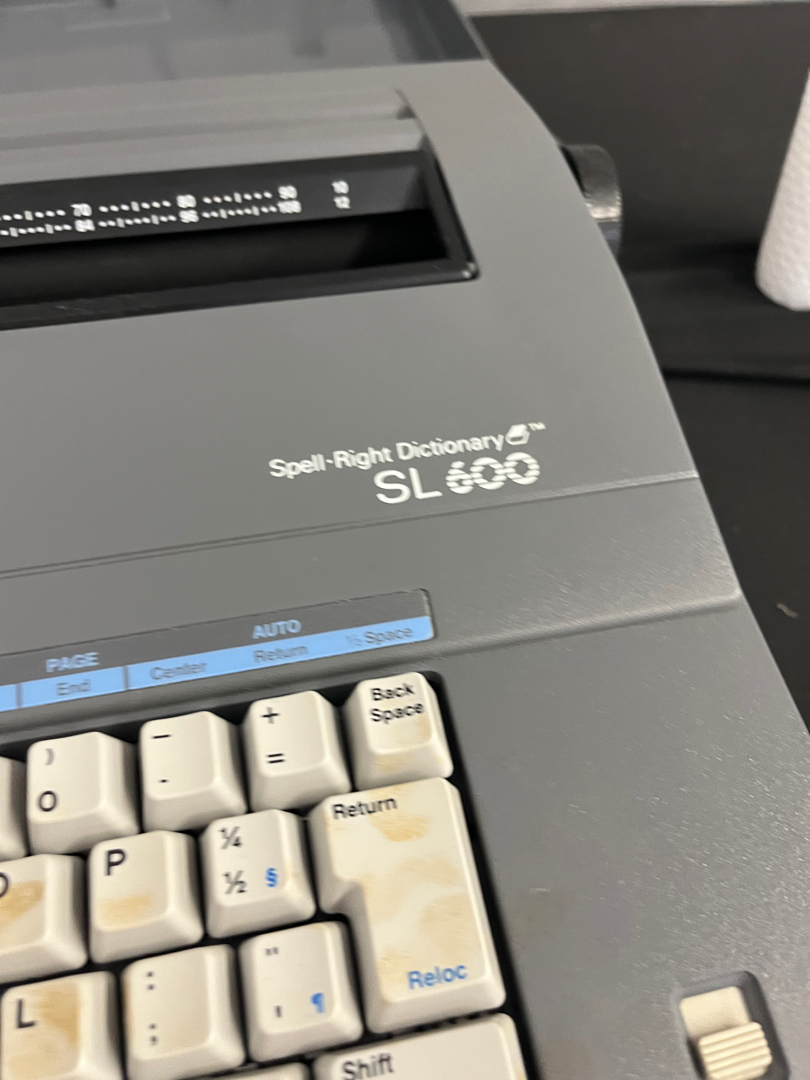 70 80 90 10
84 96 108 12
Spell-Right Dictionary™
SL 600
AUTO
PAGE
End Center Return ½ Space
Back
Space
+
=
—
-
)
0
Return
Reloc
¼
½ §
P
O
"
' ¶
:
;
L
Shift